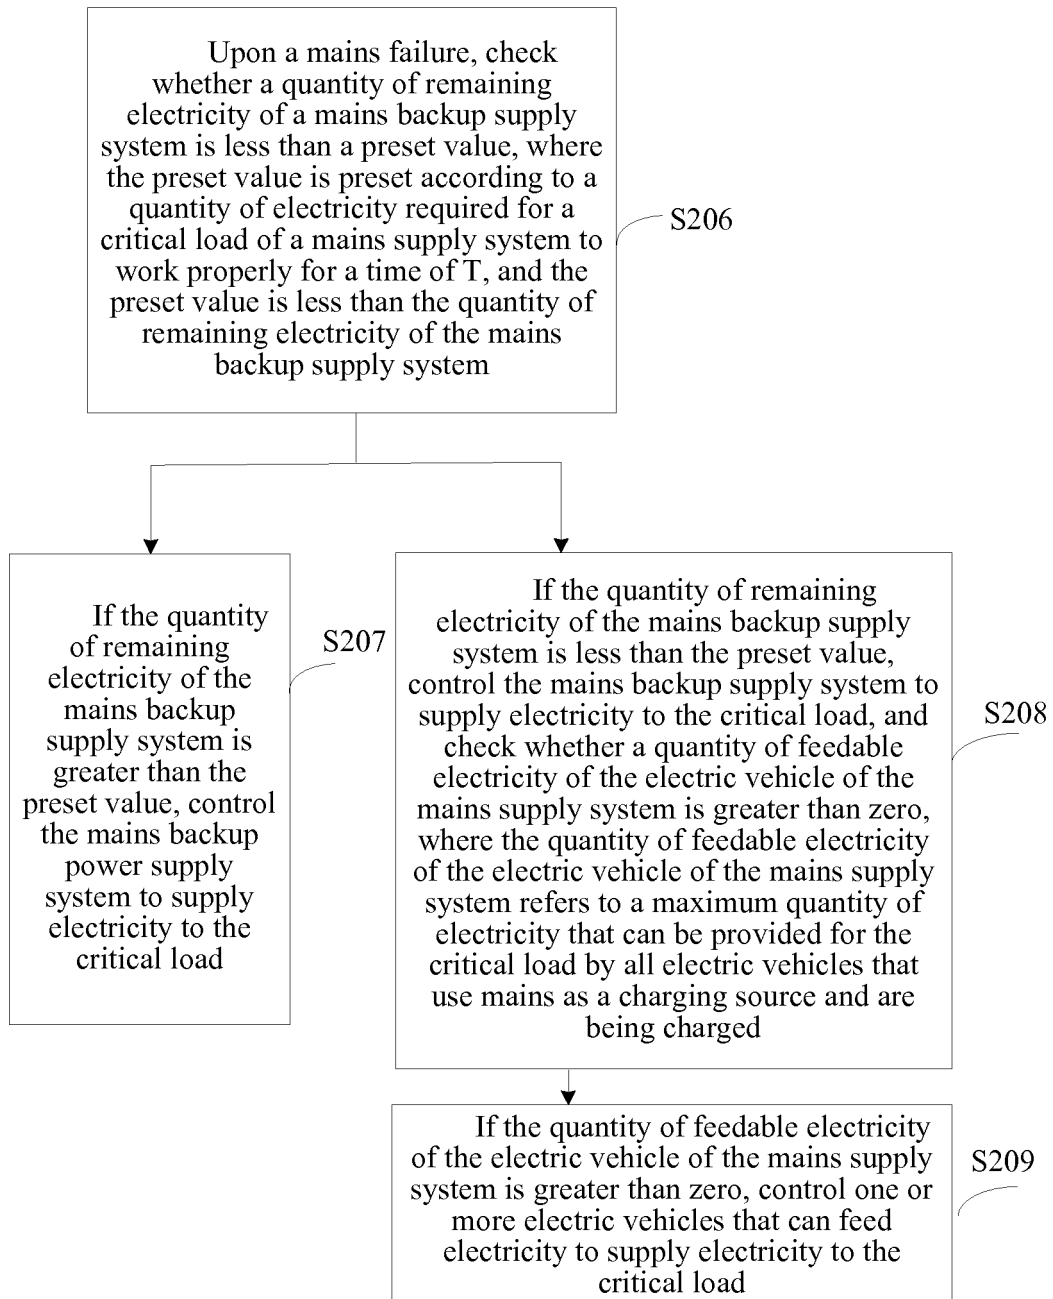 Upon a mains failure, check
whether a quantity of remaining
electricity of a mains backup supply
system is less than a preset value, where
the preset value is preset according to a
quantity of electricity required for a
critical load of a mains supply system to
work properly for a time of T, and the
preset value is less than the quantity of
remaining electricity of the mains
backup supply system
S206
If the quantity
of remaining
electricity of the
mains backup
supply system is
greater than the
preset value, control
the mains backup
power supply
system to supply
electricity to the
critical load
S207
If the quantity of remaining
electricity of the mains backup supply
system is less than the preset value,
control the mains backup supply system to
supply electricity to the critical load, and
check whether a quantity of feedable
electricity of the electric vehicle of the
mains supply system is greater than zero,
where the quantity of feedable electricity
of the electric vehicle of the mains supply
system refers to a maximum quantity of
electricity that can be provided for the
critical load by all electric vehicles that
use mains as a charging source and are
being charged
S208
If the quantity of feedable electricity
of the electric vehicle of the mains supply
system is greater than zero, control one or
more electric vehicles that can feed
electricity to supply electricity to the
critical load
S209